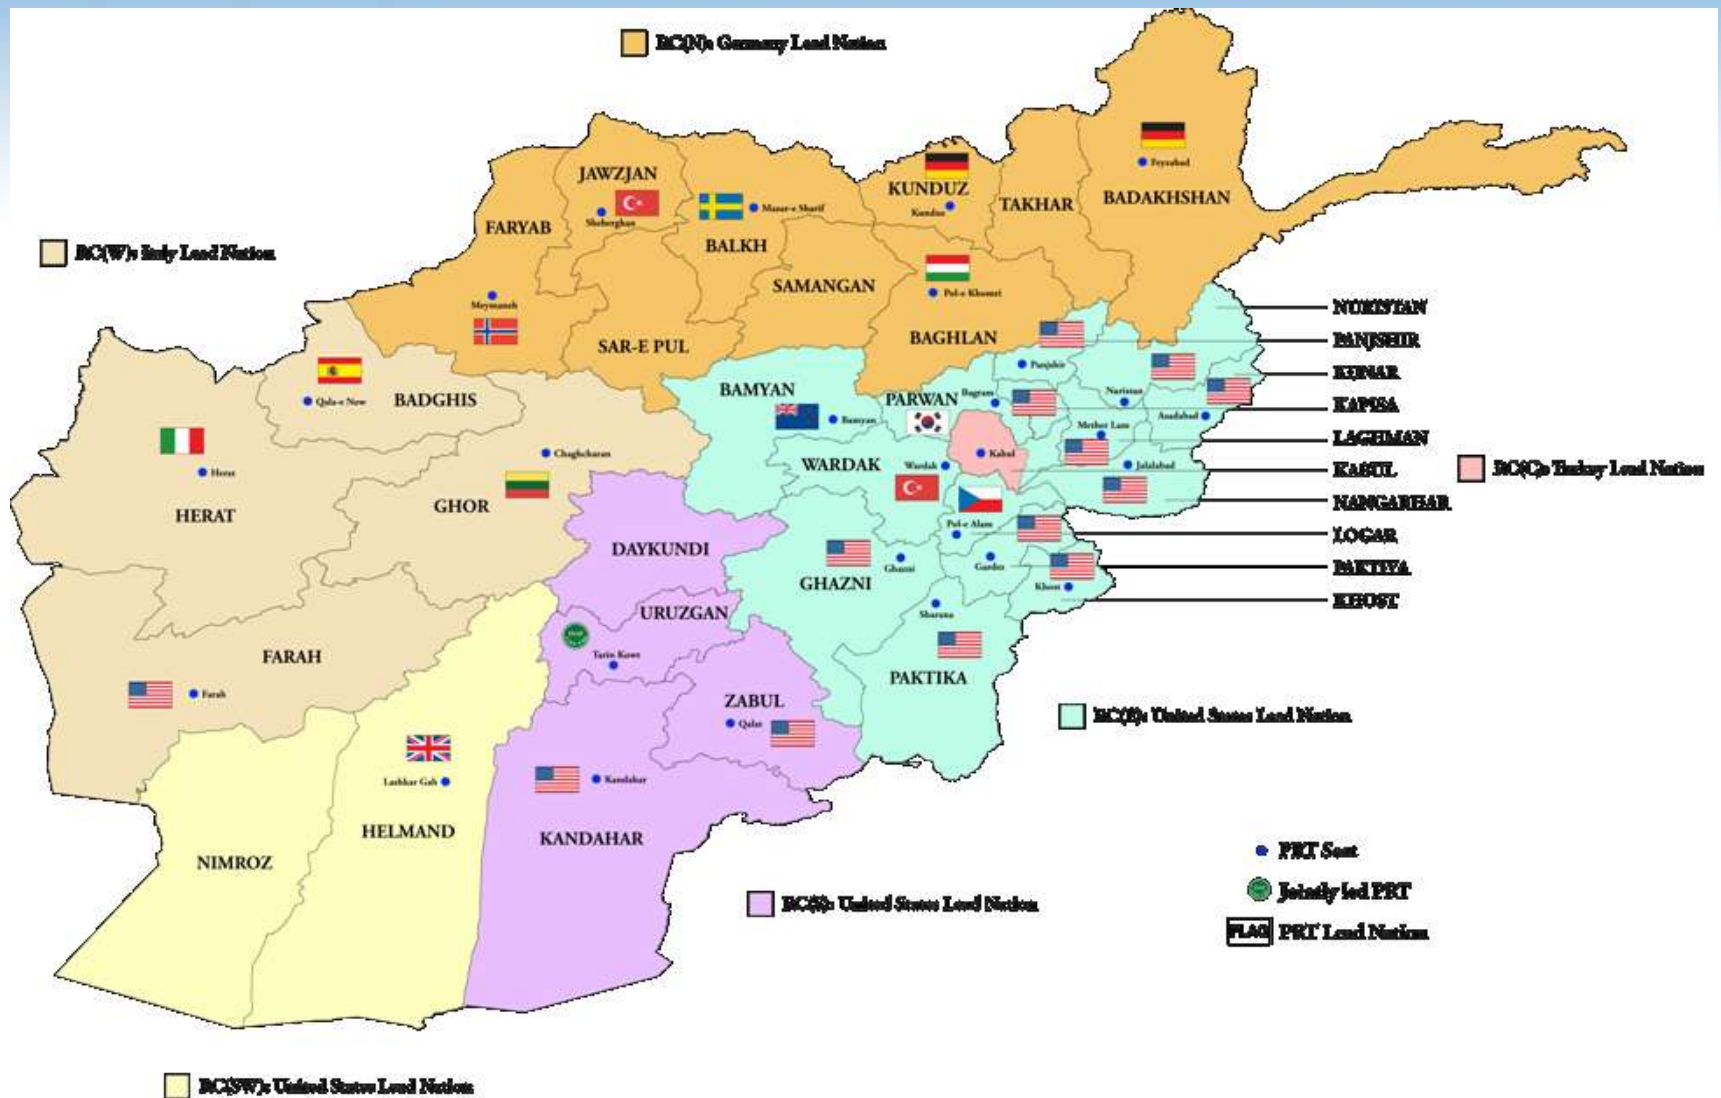 RC(N): Germany Lead Nation
Feyzabad
BADAKHSHAN
JAWZJAN
Sheberghan
KUNDUZ
Kunduz
TAKHAR
Mazar-e Sharif
FARYAB
BALKH
RC(W): Italy Lead Nation
SAMANGAN
Pul-e Khumri
Meymaneh
BAGHLAN
SAR-E PUL
NURISTAN
PANJSHIR
KUNAR
KAPISA
LAGHMAN
KABUL
NANGARHAR
LOGAR
PAKTIYA
KHOST
RC(C): Turkey Lead Nation
Panjshir
BAMYAN
PARWAN
Bagram
Nuristan
Asadabad
Qala-e Now
BADGHIS
Bamyan
Mether Lam
Chaghcharan
Kabul
WARDAK
Wardak
Jalalabad
Herat
HERAT
GHOR
Pul-e Alam
DAYKUNDI
Ghazni
GHAZNI
Gardez
Khost
Sharana
URUZGAN
Tarin Kowt
FARAH
Farah
PAKTIKA
ZABUL
Qalat
RC(E): United States Lead Nation
Lashkar Gah
Kandahar
HELMAND
KANDAHAR
NIMROZ
PRT Seat
Jointly led PRT
FLAG PRT Lead Nation
RC(S): United States Lead Nation
RC(SW): United States Lead Nation